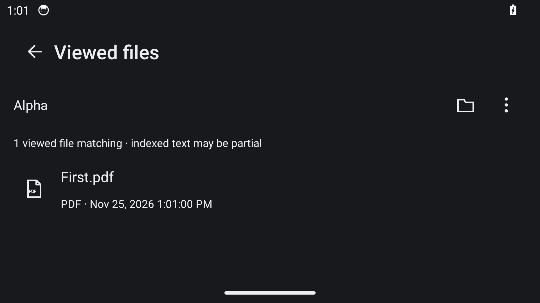 1:01
Viewed files
Alpha
1 viewed file matching · indexed text may be partial
First.pdf
PDF
PDF · Nov 25, 2026 1:01:00 PM